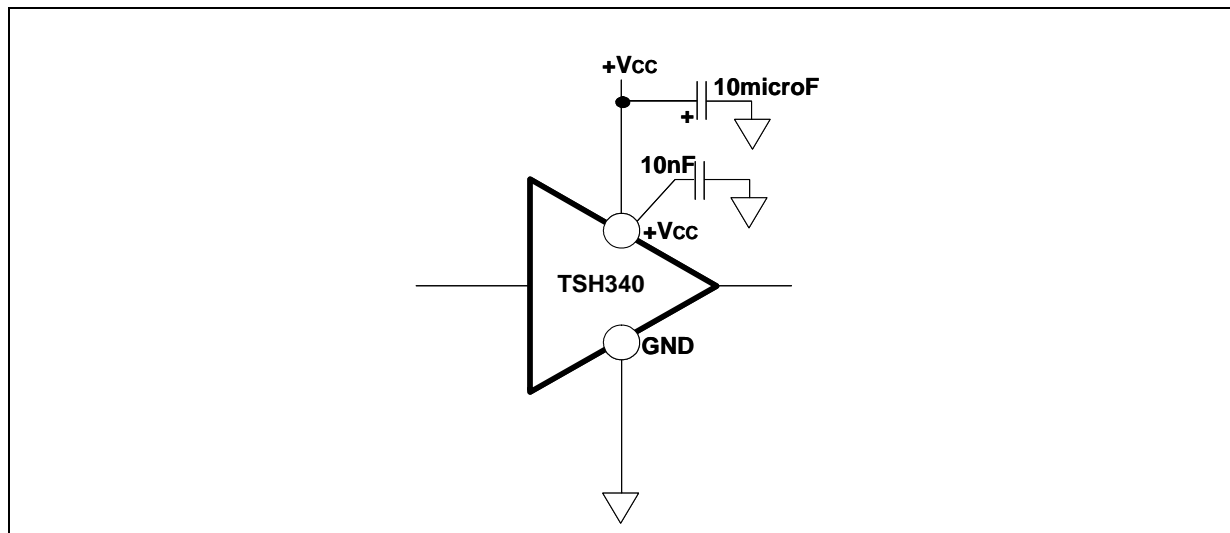 +Vcc
10microF
+
10nF
+Vcc
TSH340
GND